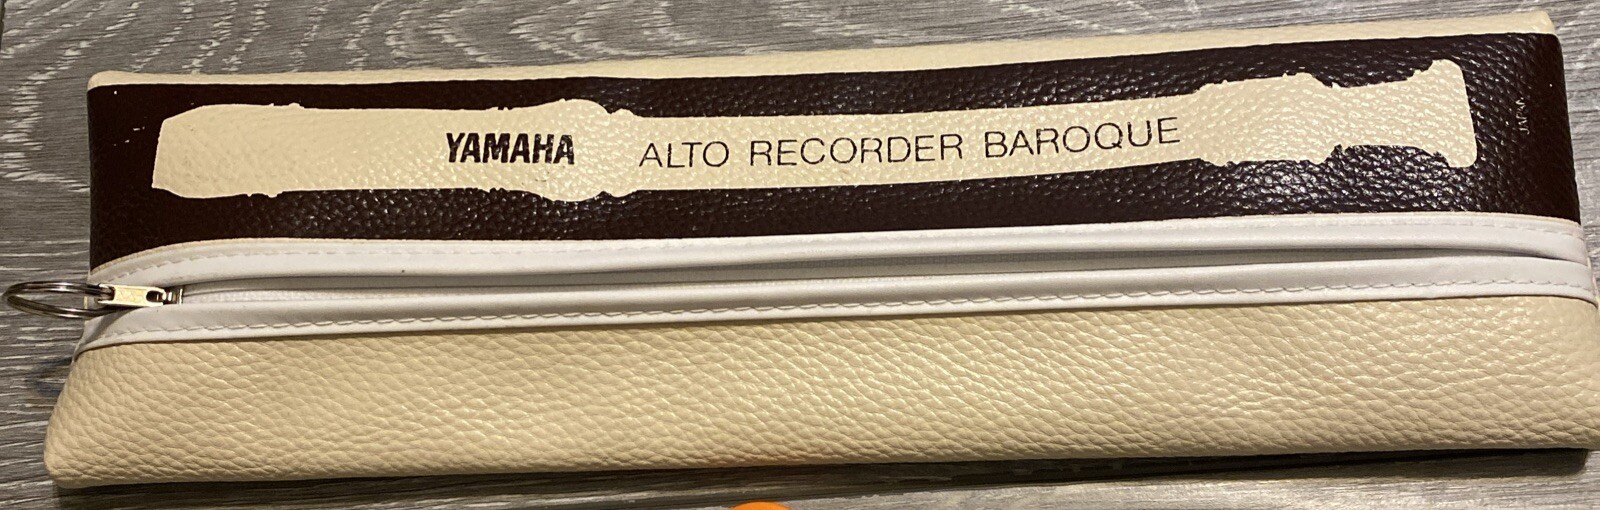 YAMAHA ALTO RECORDER BAROQUE